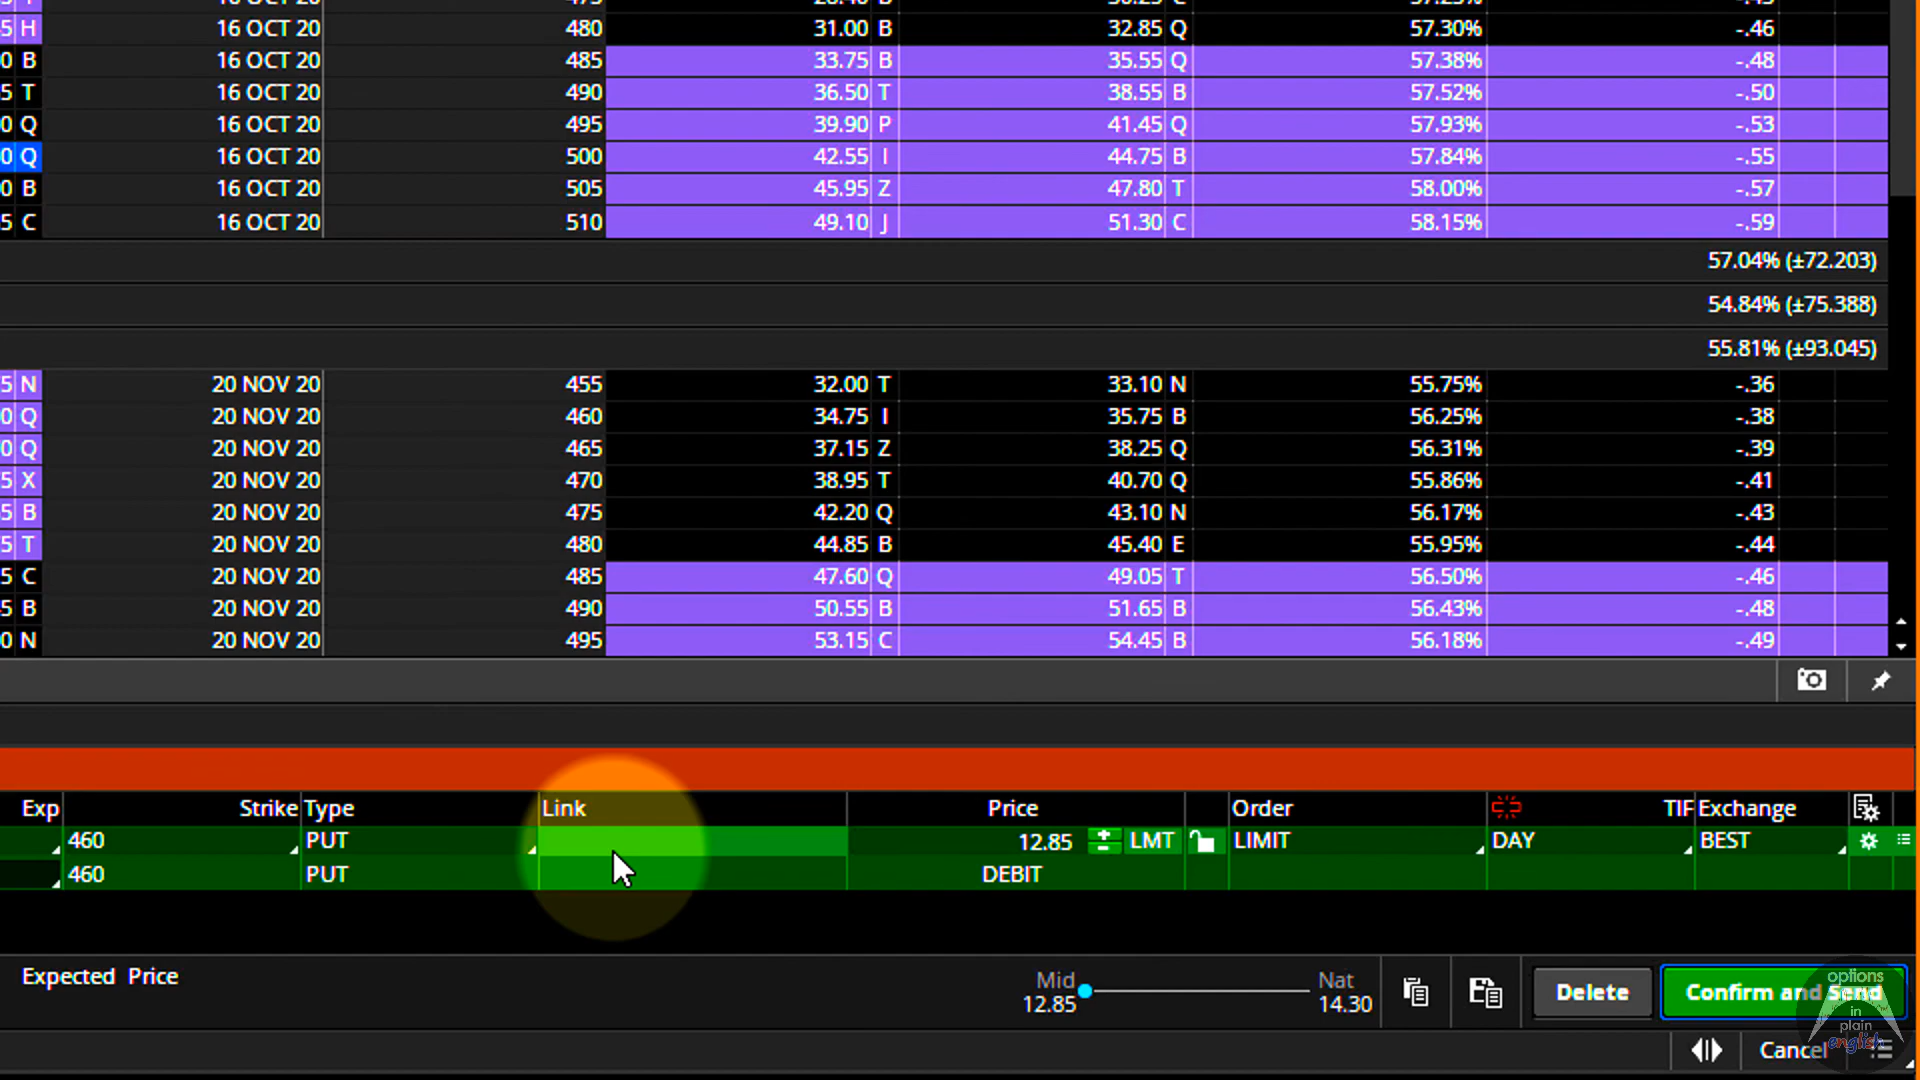 5 H 16 OCT 20 480 31.00 B 32.85 Q 57.30% -.46
0 B 16 OCT 20 485 33.75 B 35.55 Q 57.38% -.48
5 T 16 OCT 20 490 36.50 T 38.55 B 57.52% -.50
0 Q 16 OCT 20 495 39.90 P 41.45 Q 57.93% -.53
0 Q 16 OCT 20 500 42.55 I 44.75 B 57.84% -.55
0 B 16 OCT 20 505 45.95 Z 47.80 T 58.00% -.57
5 C 16 OCT 20 510 49.10 J 51.30 C 58.15% -.59
57.04% (±72.203)
54.84% (±75.388)
55.81% (±93.045)
5 N 20 NOV 20 455 32.00 T 33.10 N 55.75% -.36
0 Q 20 NOV 20 460 34.75 I 35.75 B 56.25% -.38
0 Q 20 NOV 20 465 37.15 Z 38.25 Q 56.31% -.39
5 X 20 NOV 20 470 38.95 T 40.70 Q 55.86% -.41
5 B 20 NOV 20 475 42.20 Q 43.10 N 56.17% -.43
5 T 20 NOV 20 480 44.85 B 45.40 E 55.95% -.44
5 C 20 NOV 20 485 47.60 Q 49.05 T 56.50% -.46
5 B 20 NOV 20 490 50.55 B 51.65 B 56.43% -.48
0 N 20 NOV 20 495 53.15 C 54.45 B 56.18% -.49
Exp Strike Type Link Price Order TIF Exchange
460 PUT 12.85 LMT LIMIT DAY BEST
460 PUT DEBIT
Expected Price
Mid Nat
12.85 14.30
Delete Confirm and Send
options
in
plain
english
Cancel